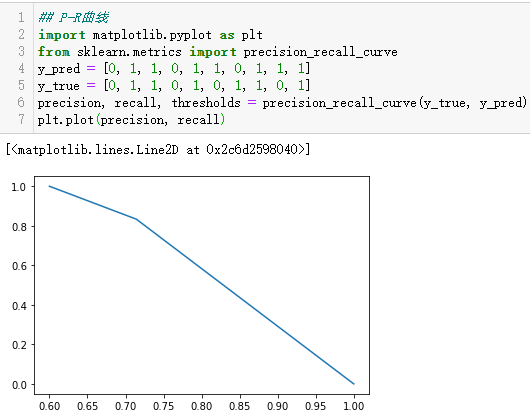 1 ## P-R曲线
2 import matplotlib.pyplot as plt
3 from sklearn.metrics import precision_recall_curve
4 y_pred = [0, 1, 1, 0, 1, 1, 0, 1, 1, 1]
5 y_true = [0, 1, 1, 0, 1, 0, 1, 1, 0, 1]
6 precision, recall, thresholds = precision_recall_curve(y_true, y_pred)
7 plt.plot(precision, recall)
[<matplotlib.lines.Line2D at 0x2c6d2598040>]
1.0
0.8
0.6
0.4
0.2
0.0
0.60 0.65 0.70 0.75 0.80 0.85 0.90 0.95 1.00